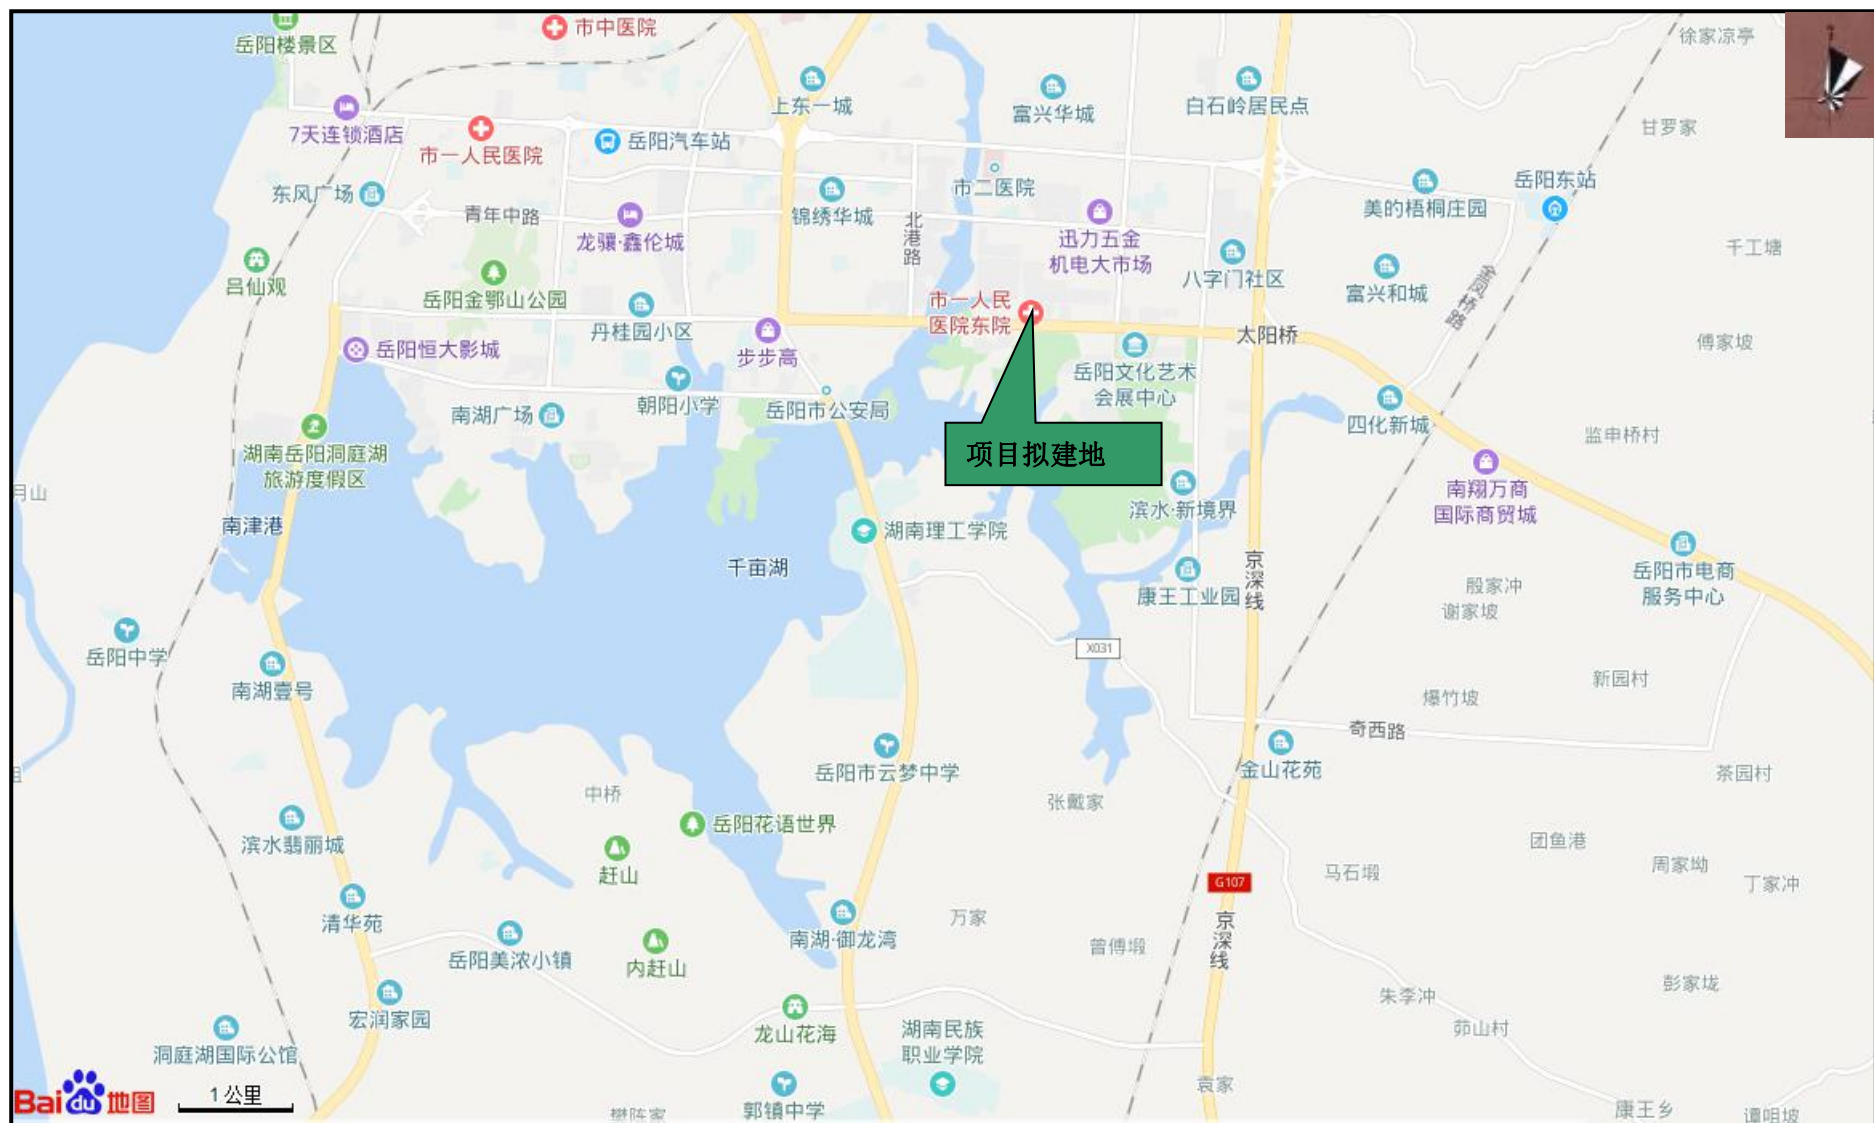 市中医院
徐家凉亭
岳阳楼景区
上东一城
富兴华城
白石岭居民点
7天连锁酒店
市一人民医院
岳阳汽车站
甘罗家
东风广场
青年中路
龙骧·鑫伦城
锦绣华城
北港路
市二医院
迅力五金
机电大市场
美的梧桐庄园
岳阳东站
千工塘
吕仙观
岳阳金鄂山公园
丹桂园小区
市一人民
医院东院
八字门社区
富兴和城
金凤桥路
太阳桥
傅家坡
岳阳恒大影城
步步高
岳阳文化艺术
会展中心
南湖广场
朝阳小学
岳阳市公安局
四化新城
监申桥村
湖南岳阳洞庭湖
旅游度假区
项目拟建地
月山
南津港
湖南理工学院
滨水·新境界
南翔万商
国际商贸城
千亩湖
康王工业园
京深线
殷家冲
谢家坡
岳阳市电商
服务中心
岳阳中学
南湖壹号
X031
新园村
爆竹坡
奇西路
岳阳市云梦中学
金山花苑
茶园村
中桥
张戴家
滨水翡丽城
岳阳花语世界
团鱼港
赶山
马石塅
周家坳
丁家冲
G107
清华苑
岳阳美浓小镇
内赶山
南湖·御龙湾
万家
曾傅塅
京深线
宏润家园
朱李冲
彭家垅
洞庭湖国际公馆
龙山花海
湖南民族
职业学院
茆山村
Bai du 地图
1 公里
樊陈家
郭镇中学
袁家
康王乡
谭咀坡